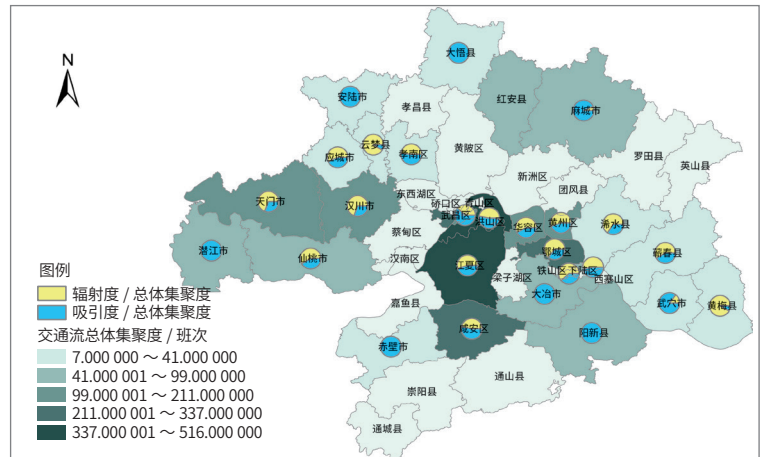 N
大悟县
安陆市
孝昌县
红安县
麻城市
云梦县
应城市
孝南区
黄陂区
罗田县
英山县
新洲区
团风县
天门市
汉川市
东西湖区
硚口区
青山区
武昌区
洪山区
华容区
黄州区
浠水县
蔡甸区
鄂城区
蕲春县
潜江市
仙桃市
汉南区
江夏区
梁子湖区
铁山区
下陆区
西塞山区
嘉鱼县
大冶市
武穴市
黄梅县
咸安区
阳新县
赤壁市
通山县
崇阳县
通城县
图例
辐射度 / 总体集聚度
吸引度 / 总体集聚度
交通流总体集聚度 / 班次
7.000 000 ～ 41.000 000
41.000 001 ～ 99.000 000
99.000 001 ～ 211.000 000
211.000 001 ～ 337.000 000
337.000 001 ～ 516.000 000